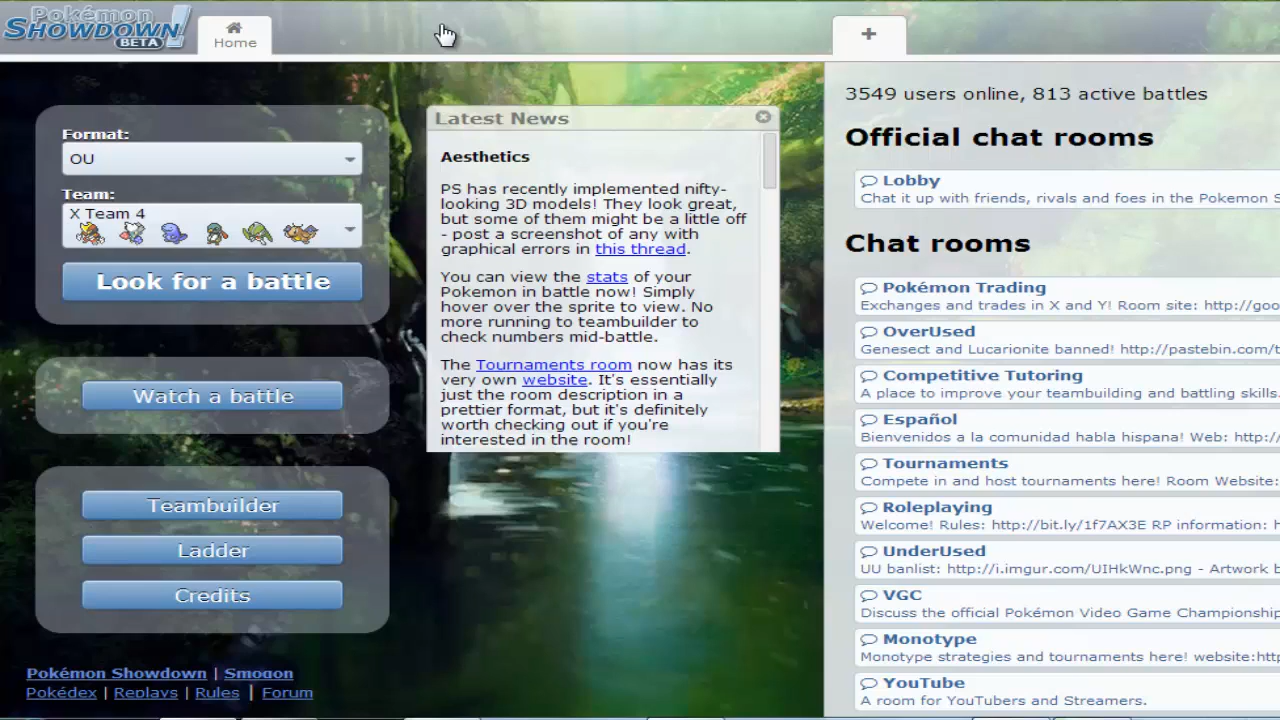 Pokémon
SHOWDOWN!
BETA
Home
+
Format:
OU
Team:
X Team 4
Look for a battle
Watch a battle
Teambuilder
Ladder
Credits
Pokémon Showdown | Smogon
Pokédex | Replays | Rules | Forum
Latest News
Aesthetics
PS has recently implemented nifty-
looking 3D models! They look great,
but some of them might be a little off
- post a screenshot of any with
graphical errors in this thread.
You can view the stats of your
Pokemon in battle now! Simply
hover over the sprite to view. No
more running to teambuilder to
check numbers mid-battle.
The Tournaments room now has its
very own website. It's essentially
just the room description in a
prettier format, but it's definitely
worth checking out if you're
interested in the room!
3549 users online, 813 active battles
Official chat rooms
Lobby
Chat it up with friends, rivals and foes in the Pokemon S
Chat rooms
Pokémon Trading
Exchanges and trades in X and Y! Room site: http://goo
OverUsed
Genesect and Lucarionite banned! http://pastebin.com/t
Competitive Tutoring
A place to improve your teambuilding and battling skills.
Español
Bienvenidos a la comunidad habla hispana! Web: http:/
Tournaments
Compete in and host tournaments here! Room Website:
Roleplaying
Welcome! Rules: http://bit.ly/1f7AX3E RP information: h
UnderUsed
UU banlist: http://i.imgur.com/UIHkWnc.png - Artwork b
VGC
Discuss the official Pokémon Video Game Championship
Monotype
Monotype strategies and tournaments here! website:http
YouTube
A room for YouTubers and Streamers.